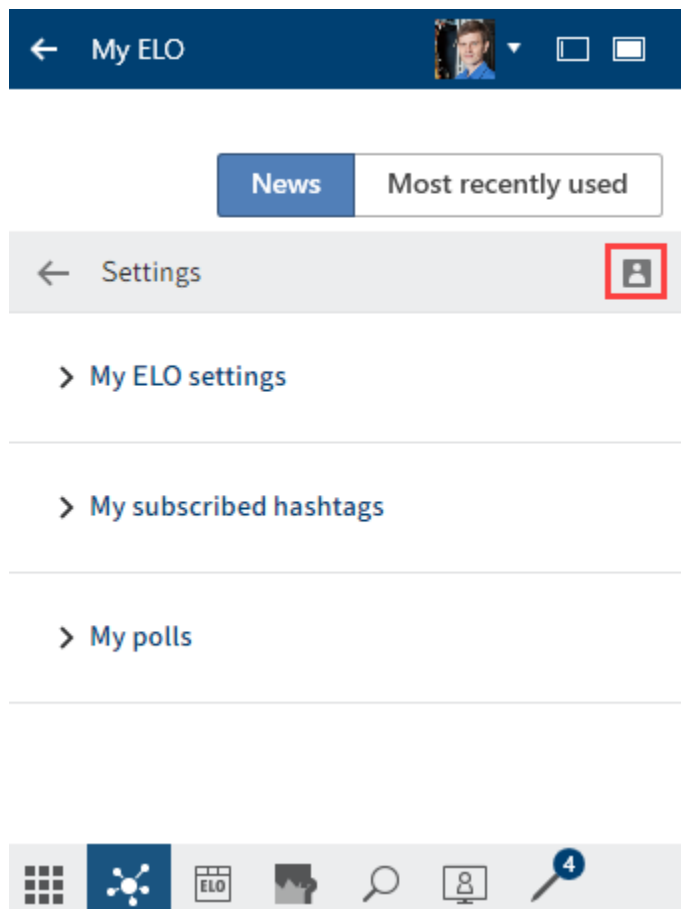 My ELO
News Most recently used
Settings
My ELO settings
My subscribed hashtags
My polls
ELO 4